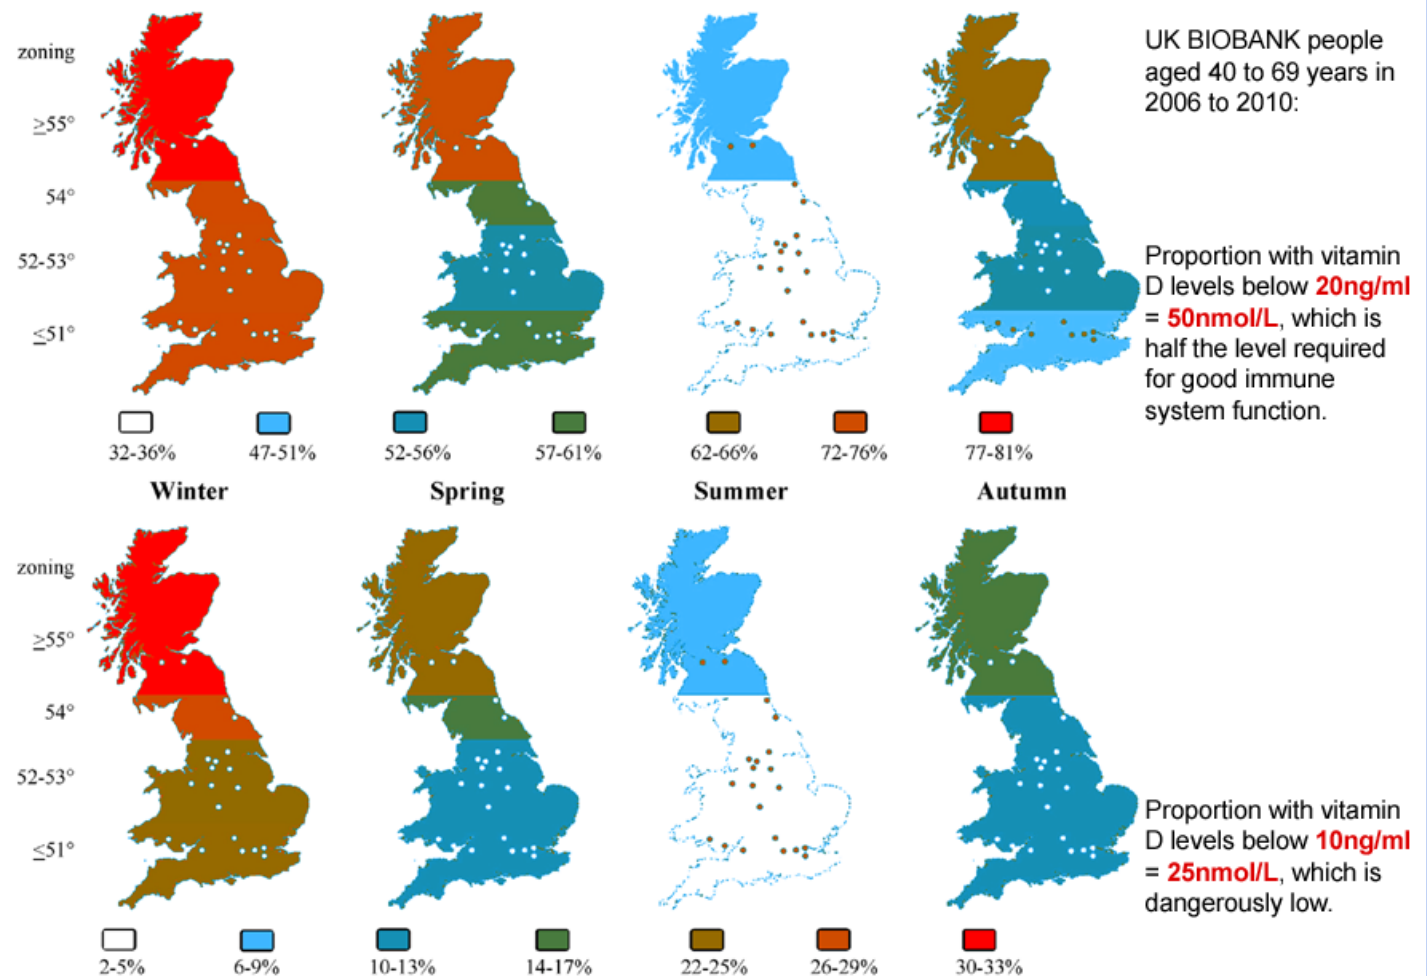 UK BIOBANK people
aged 40 to 69 years in
2006 to 2010:
zoning
≥55°
54°
52-53°
≤51°
Proportion with vitamin
D levels below 20ng/ml
= 50nmol/L, which is
half the level required
for good immune
system function.
32-36%
47-51%
52-56%
57-61%
62-66%
72-76%
77-81%
Winter
Spring
Summer
Autumn
zoning
≥55°
54°
52-53°
≤51°
Proportion with vitamin
D levels below 10ng/ml
= 25nmol/L, which is
dangerously low.
2-5%
6-9%
10-13%
14-17%
22-25%
26-29%
30-33%